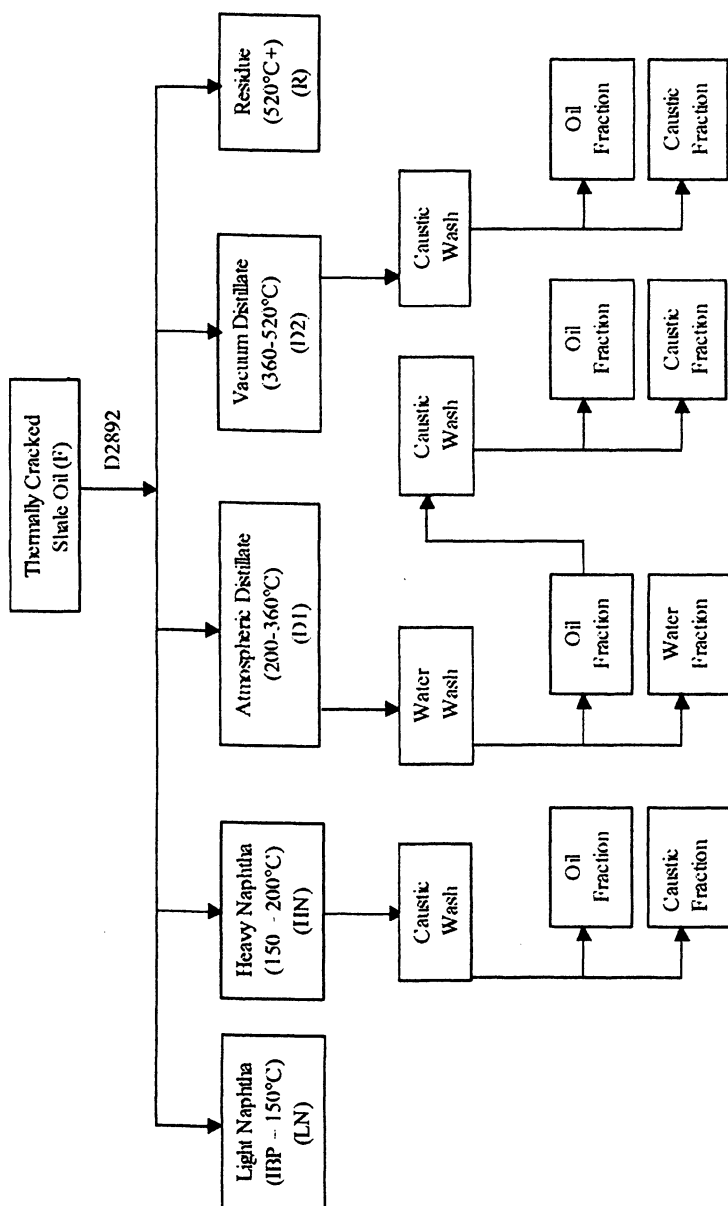 Thermally Cracked
Shale Oil (F)
D2892
Light Naphtha
(IBP – 150°C)
(LN)
Heavy Naphtha
(150 - 200°C)
(HN)
Atmospheric Distillate
(200-360°C)
(D1)
Vacuum Distillate
(360-520°C)
(D2)
Residue
(520°C+)
(R)
Caustic
Wash
Water
Wash
Caustic
Wash
Caustic
Wash
Oil
Fraction
Oil
Fraction
Oil
Fraction
Oil
Fraction
Caustic
Fraction
Water
Fraction
Caustic
Fraction
Caustic
Fraction